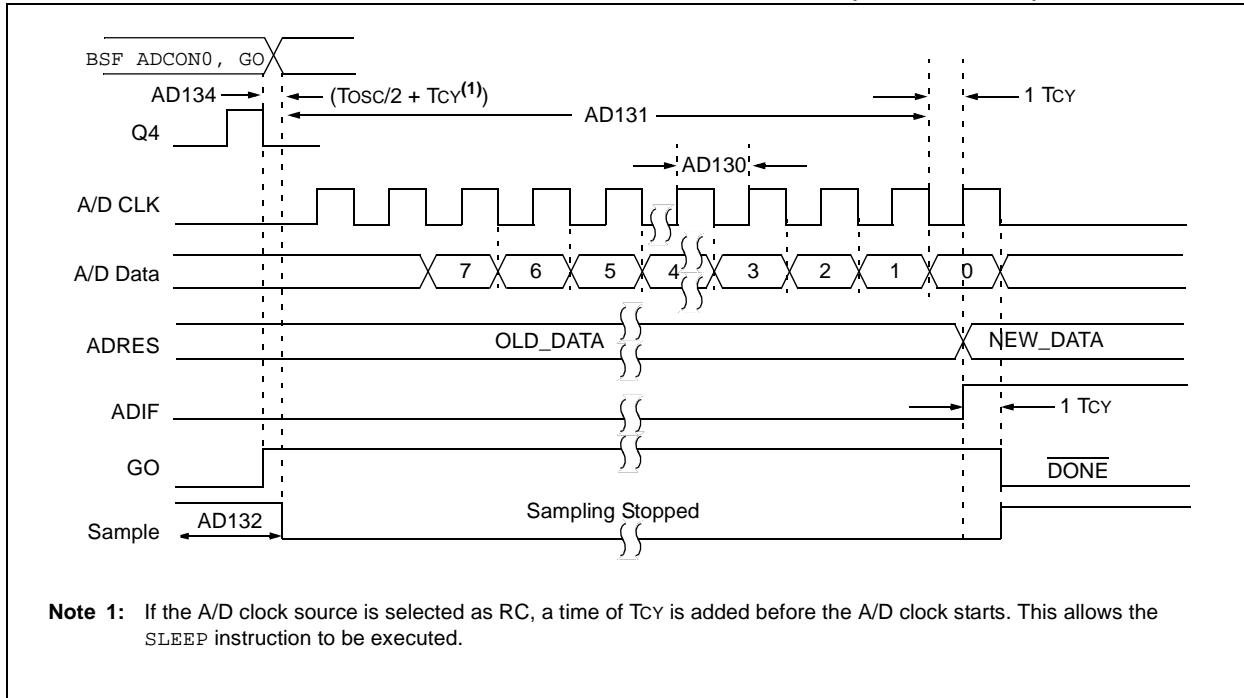 BSF ADCON0, GO
AD134
(TOSC/2 + TCY(1))
1 TCY
AD131
Q4
AD130
A/D CLK
A/D Data
7 6 5 4 3 2 1 0
ADRES
OLD_DATA
NEW_DATA
ADIF
1 TCY
GO
DONE
Sample
AD132
Sampling Stopped
Note 1: If the A/D clock source is selected as RC, a time of TCY is added before the A/D clock starts. This allows the
SLEEP instruction to be executed.